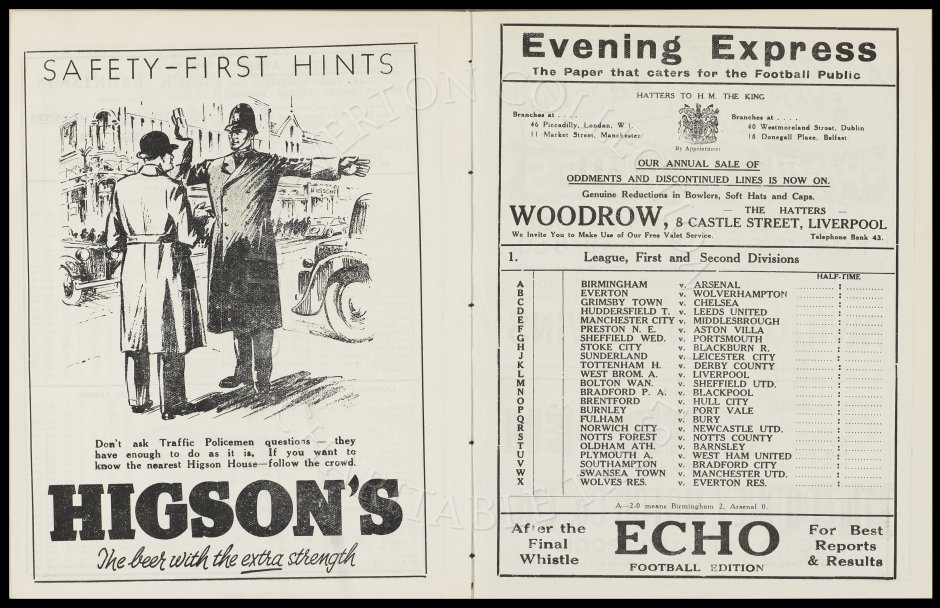 SAFETY-FIRST HINTS
Don't ask Traffic Policemen questions — they
have enough to do as it is. If you want to
know the nearest Higson House—follow the crowd.
HIGSON'S
The beer with the extra strength
Evening Express
The Paper that caters for the Football Public
HATTERS TO H. M. THE KING
Branches at . . . .
46 Piccadilly, London, W 1.
11 Market Street, Manchester
By Appointment
Branches at . . . .
40 Westmoreland Street, Dublin
18 Donegall Place, Belfast
OUR ANNUAL SALE OF
ODDMENTS AND DISCONTINUED LINES IS NOW ON.
Genuine Reductions in Bowlers, Soft Hats and Caps.
WOODROW, THE HATTERS —
8 CASTLE STREET, LIVERPOOL
We Invite You to Make Use of Our Free Valet Service. Telephone Bank 43.
1. League, First and Second Divisions
HALF-TIME
A BIRMINGHAM v. ARSENAL
B EVERTON v. WOLVERHAMPTON
C GRIMSBY TOWN v. CHELSEA
D HUDDERSFIELD T. v. LEEDS UNITED
E MANCHESTER CITY v. MIDDLESBROUGH
F PRESTON N. E. v. ASTON VILLA
G SHEFFIELD WED. v. PORTSMOUTH
H STOKE CITY v. BLACKBURN R.
J SUNDERLAND v. LEICESTER CITY
K TOTTENHAM H. v. DERBY COUNTY
L WEST BROM. A. v. LIVERPOOL
M BOLTON WAN. v. SHEFFIELD UTD.
N BRADFORD P. A. v. BLACKPOOL
O BRENTFORD v. HULL CITY
P BURNLEY v. PORT VALE
Q FULHAM v. BURY
R NORWICH CITY v. NEWCASTLE UTD.
S NOTTS FOREST v. NOTTS COUNTY
T OLDHAM ATH. v. BARNSLEY
U PLYMOUTH A. v. WEST HAM UNITED
V SOUTHAMPTON v. BRADFORD CITY
W SWANSEA TOWN v. MANCHESTER UTD.
X WOLVES RES. v. EVERTON RES.
A—2-0 means Birmingham 2, Arsenal 0.
After the
Final
Whistle
ECHO
FOOTBALL EDITION
For Best
Reports
& Results